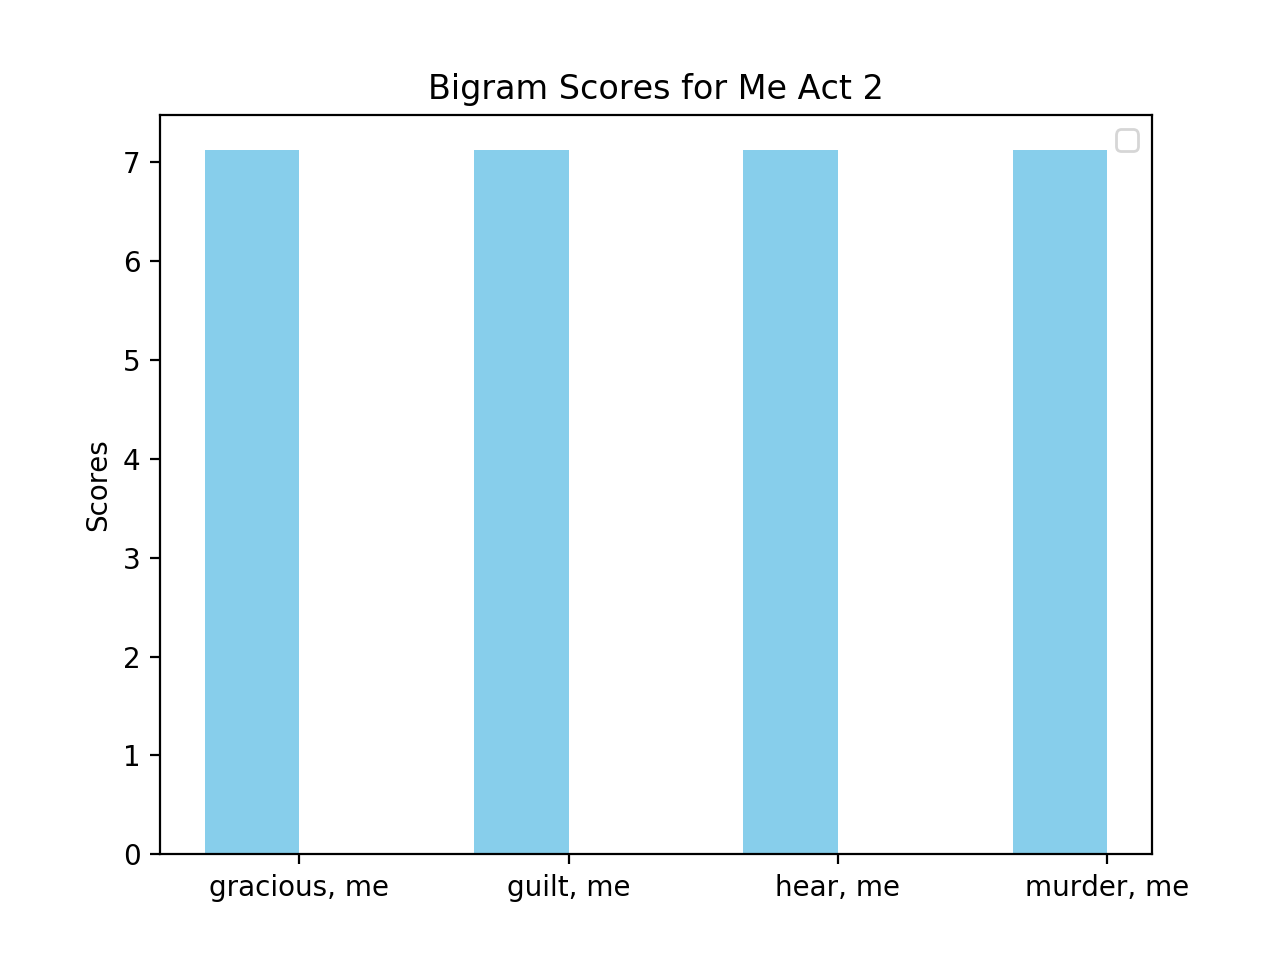 Bigram Scores for Me Act 2
7
6
5
4
3
2
1
0
Scores
gracious, me
guilt, me
hear, me
murder, me